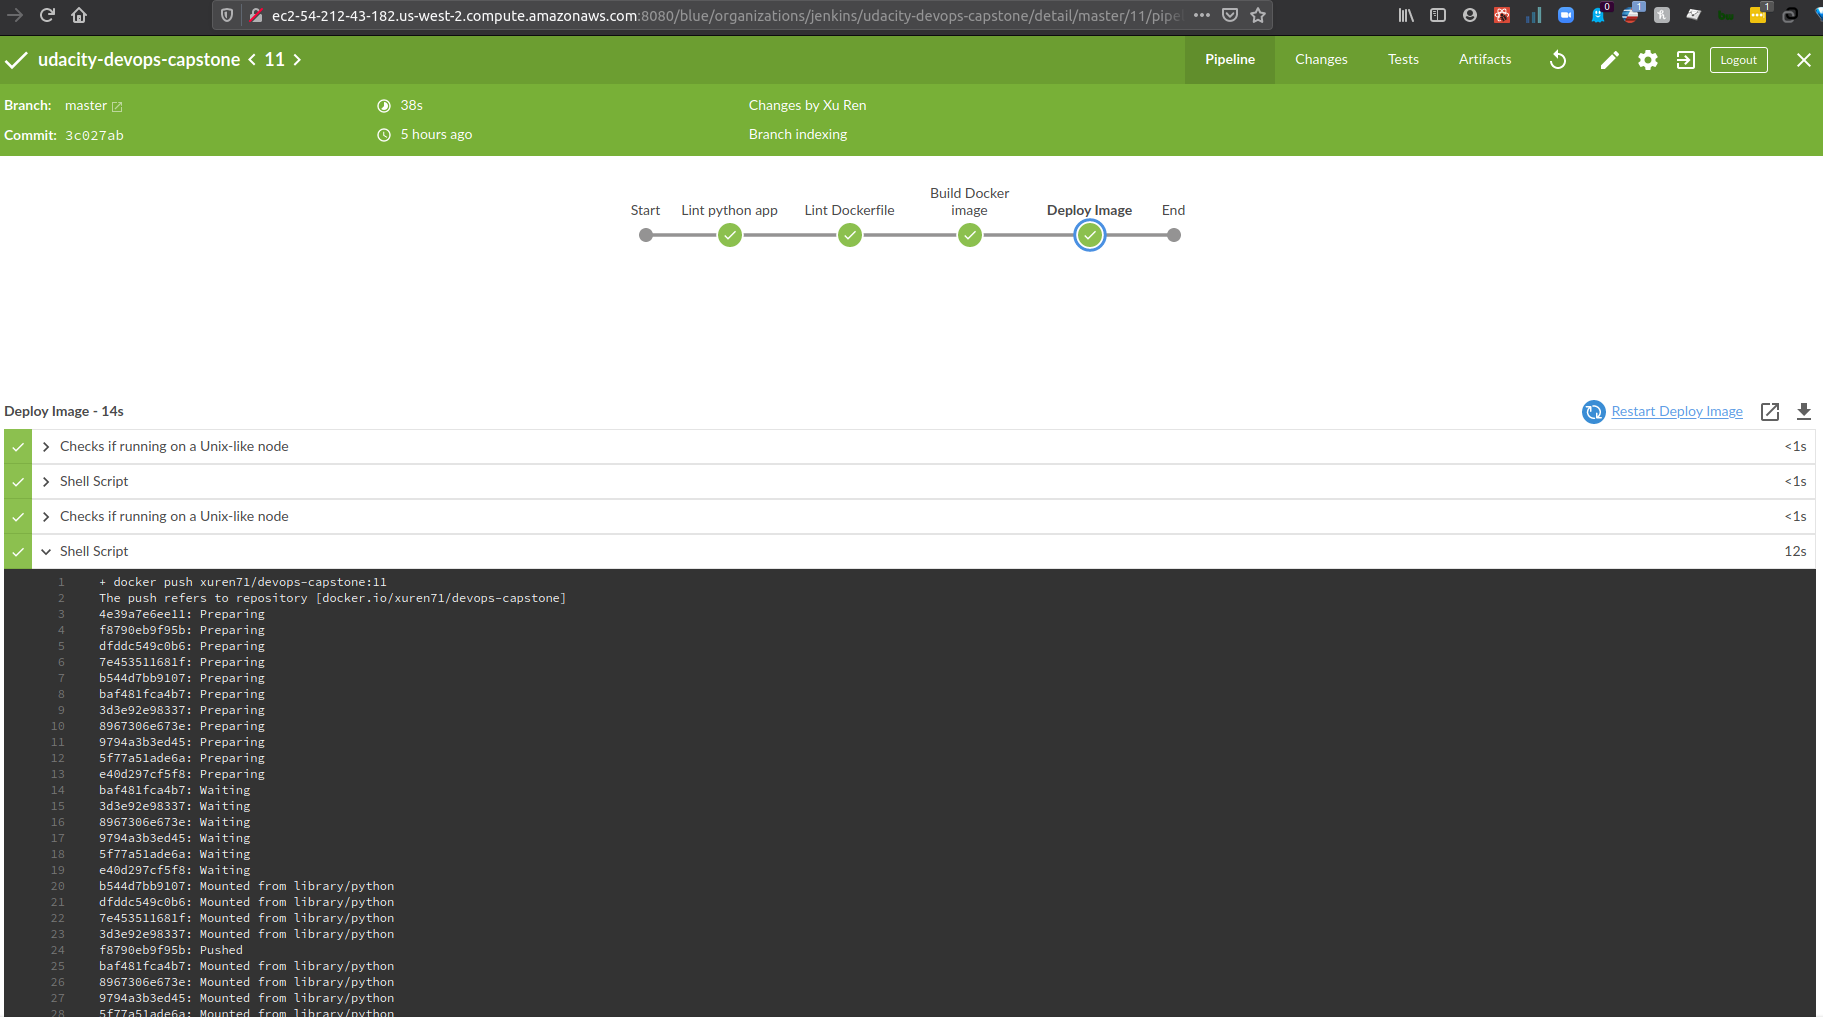 ec2-54-212-43-182.us-west-2.compute.amazonaws.com:8080/blue/organizations/jenkins/udacity-devops-capstone/detail/master/11/pipe
0
1
1
udacity-devops-capstone < 11 >
Pipeline
Changes
Tests
Artifacts
Logout
Branch: master
38s
Changes by Xu Ren
Commit: 3c027ab
5 hours ago
Branch indexing
Start
Lint python app
Lint Dockerfile
Build Docker
image
Deploy Image
End
Deploy Image - 14s
Restart Deploy Image
Checks if running on a Unix-like node
<1s
Shell Script
<1s
Checks if running on a Unix-like node
<1s
Shell Script
12s
1 + docker push xuren71/devops-capstone:11
2 The push refers to repository [docker.io/xuren71/devops-capstone]
3 4e39a7e6ee11: Preparing
4 f8790eb9f95b: Preparing
5 dfddc549c0b6: Preparing
6 7e453511681f: Preparing
7 b544d7bb9107: Preparing
8 baf481fca4b7: Preparing
9 3d3e92e98337: Preparing
10 8967306e673e: Preparing
11 9794a3b3ed45: Preparing
12 5f77a51ade6a: Preparing
13 e40d297cf5f8: Preparing
14 baf481fca4b7: Waiting
15 3d3e92e98337: Waiting
16 8967306e673e: Waiting
17 9794a3b3ed45: Waiting
18 5f77a51ade6a: Waiting
19 e40d297cf5f8: Waiting
20 b544d7bb9107: Mounted from library/python
21 dfddc549c0b6: Mounted from library/python
22 7e453511681f: Mounted from library/python
23 3d3e92e98337: Mounted from library/python
24 f8790eb9f95b: Pushed
25 baf481fca4b7: Mounted from library/python
26 8967306e673e: Mounted from library/python
27 9794a3b3ed45: Mounted from library/python
28 5f77a51ade6a: Mounted from library/python